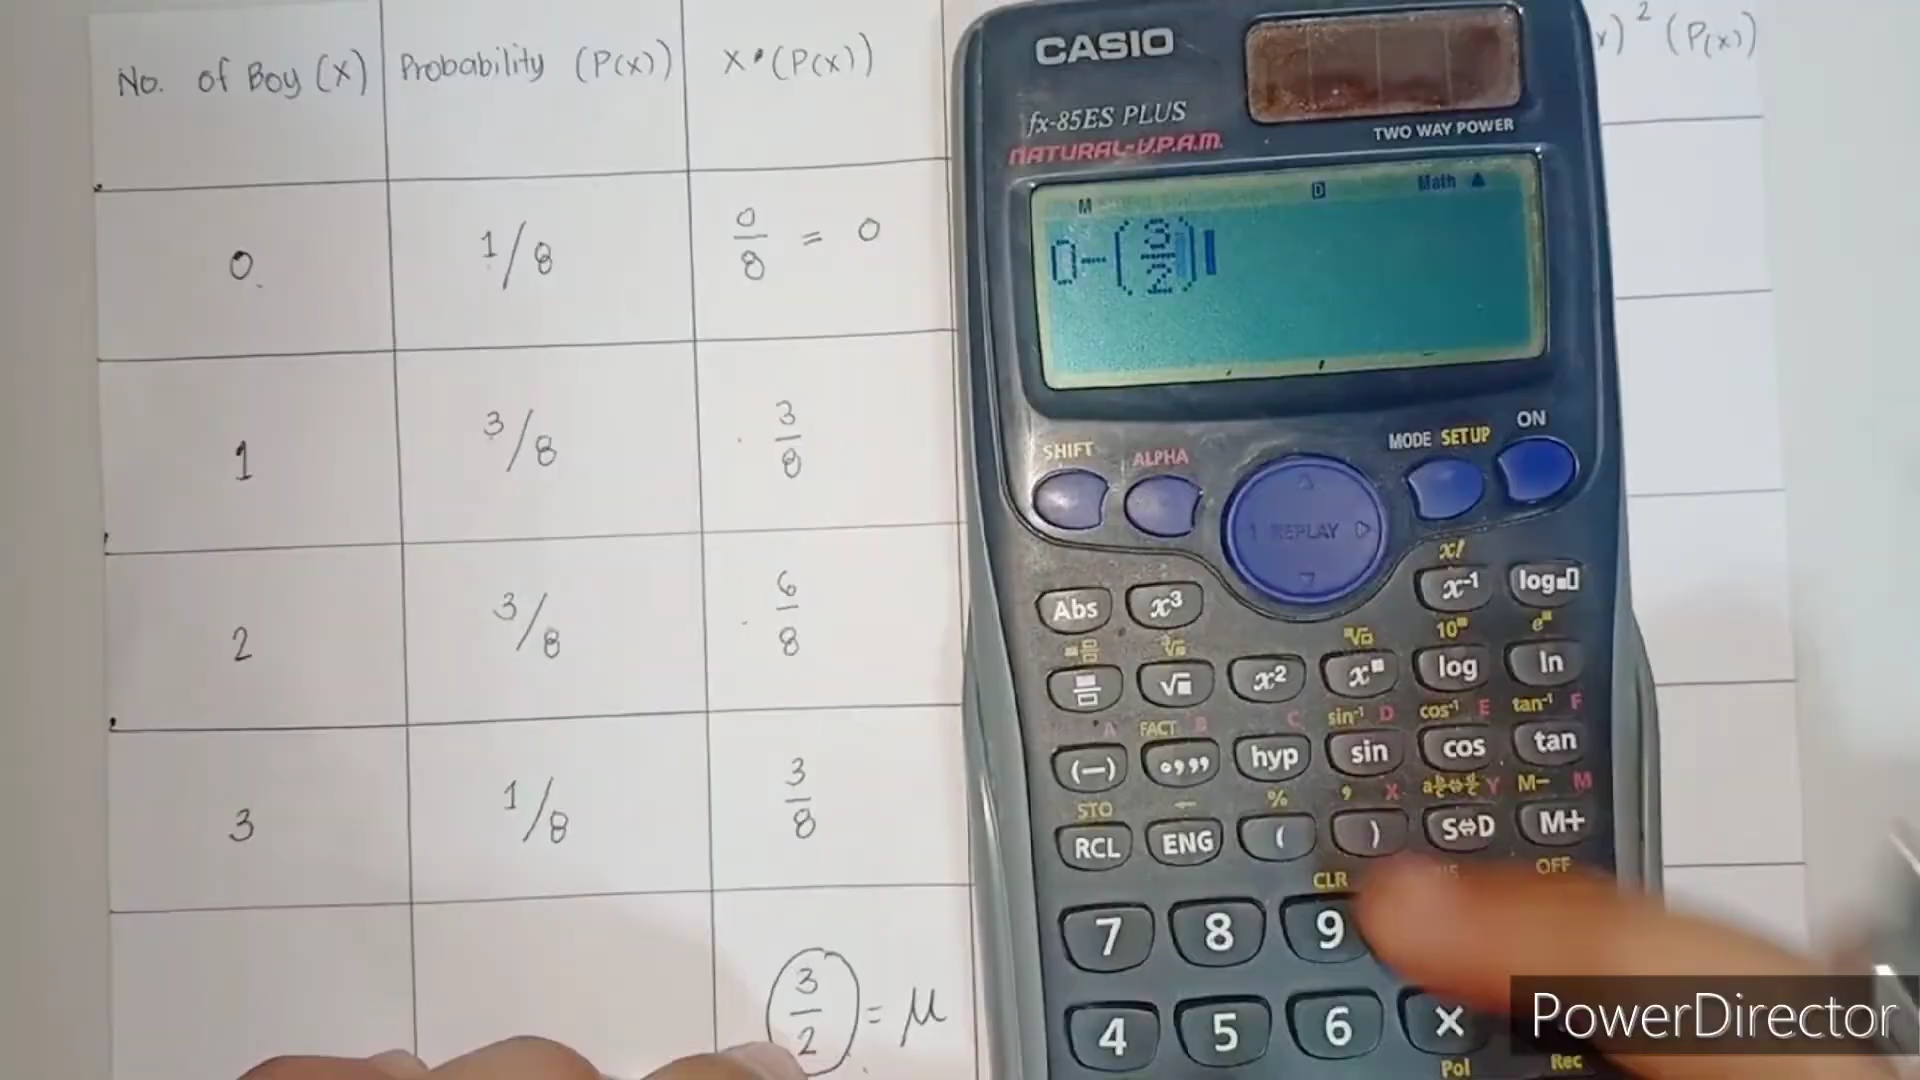 No. of Boy (X)
Probability (P(x))
X•(P(x))
x)² (P(x))
0
1/8
0/8 = 0
1
3/8
3/8
2
3/8
6/8
3
1/8
3/8
3/2 = μ
CASIO
fx-85ES PLUS
NATURAL-V.P.A.M.
TWO WAY POWER
M D Math ▲
0-(3/2)
SHIFT ALPHA MODE SETUP ON
REPLAY
x!
Abs x³ x⁻¹ log
10■ e■
√■ x² x■ log ln
A FACT B C sin⁻¹ D cos⁻¹ E tan⁻¹ F
(−) °,,, hyp sin cos tan
STO ← % , X a b/c⇔d/c Y M− M
RCL ENG ( ) S⇔D M+
CLR OFF
7 8 9
4 5 6 ×
Pol Rec
PowerDirector